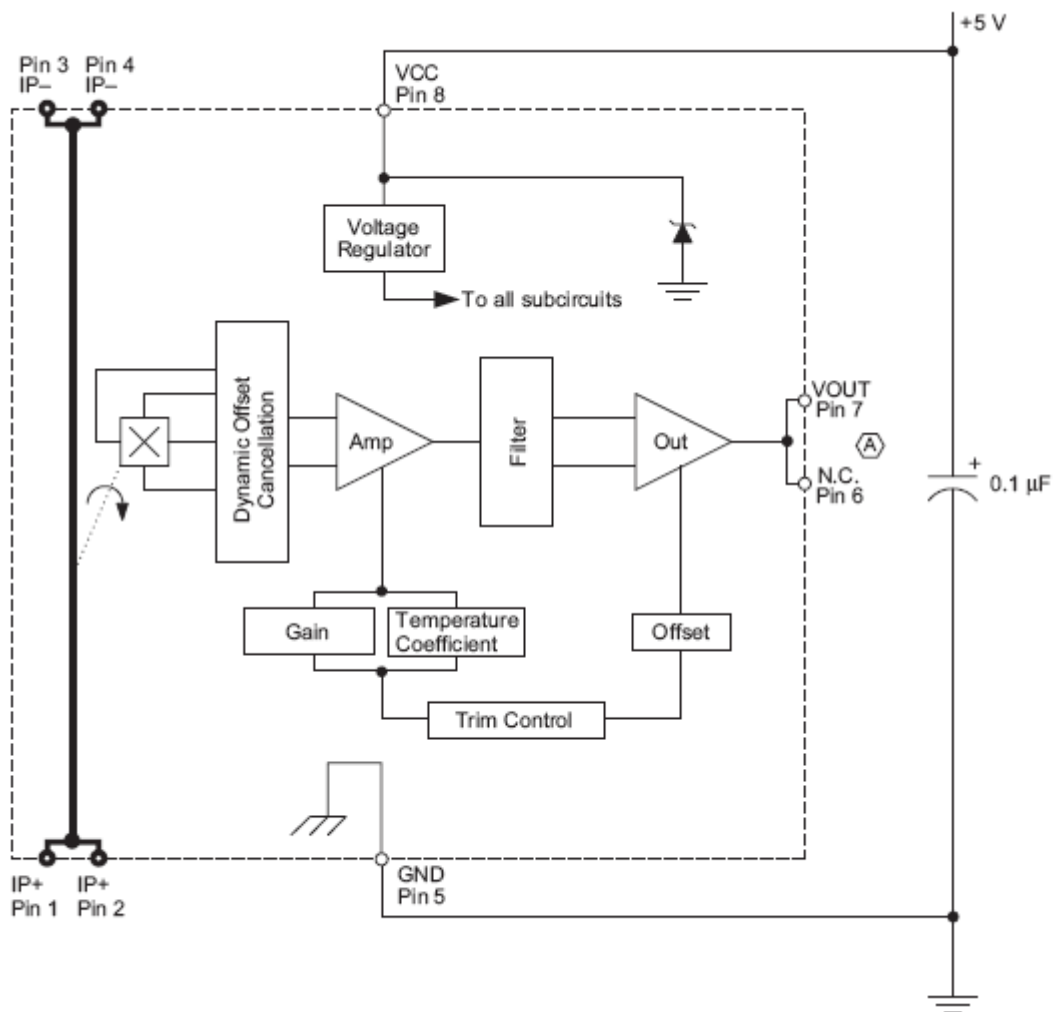 +5 V
Pin 3 Pin 4
IP– IP–
VCC
Pin 8
Voltage
Regulator
To all subcircuits
Dynamic Offset
Cancellation
Amp
Filter
Out
VOUT
Pin 7
A
N.C.
Pin 6
+
0.1 µF
Gain
Temperature
Coefficient
Offset
Trim Control
IP+ IP+
Pin 1 Pin 2
GND
Pin 5